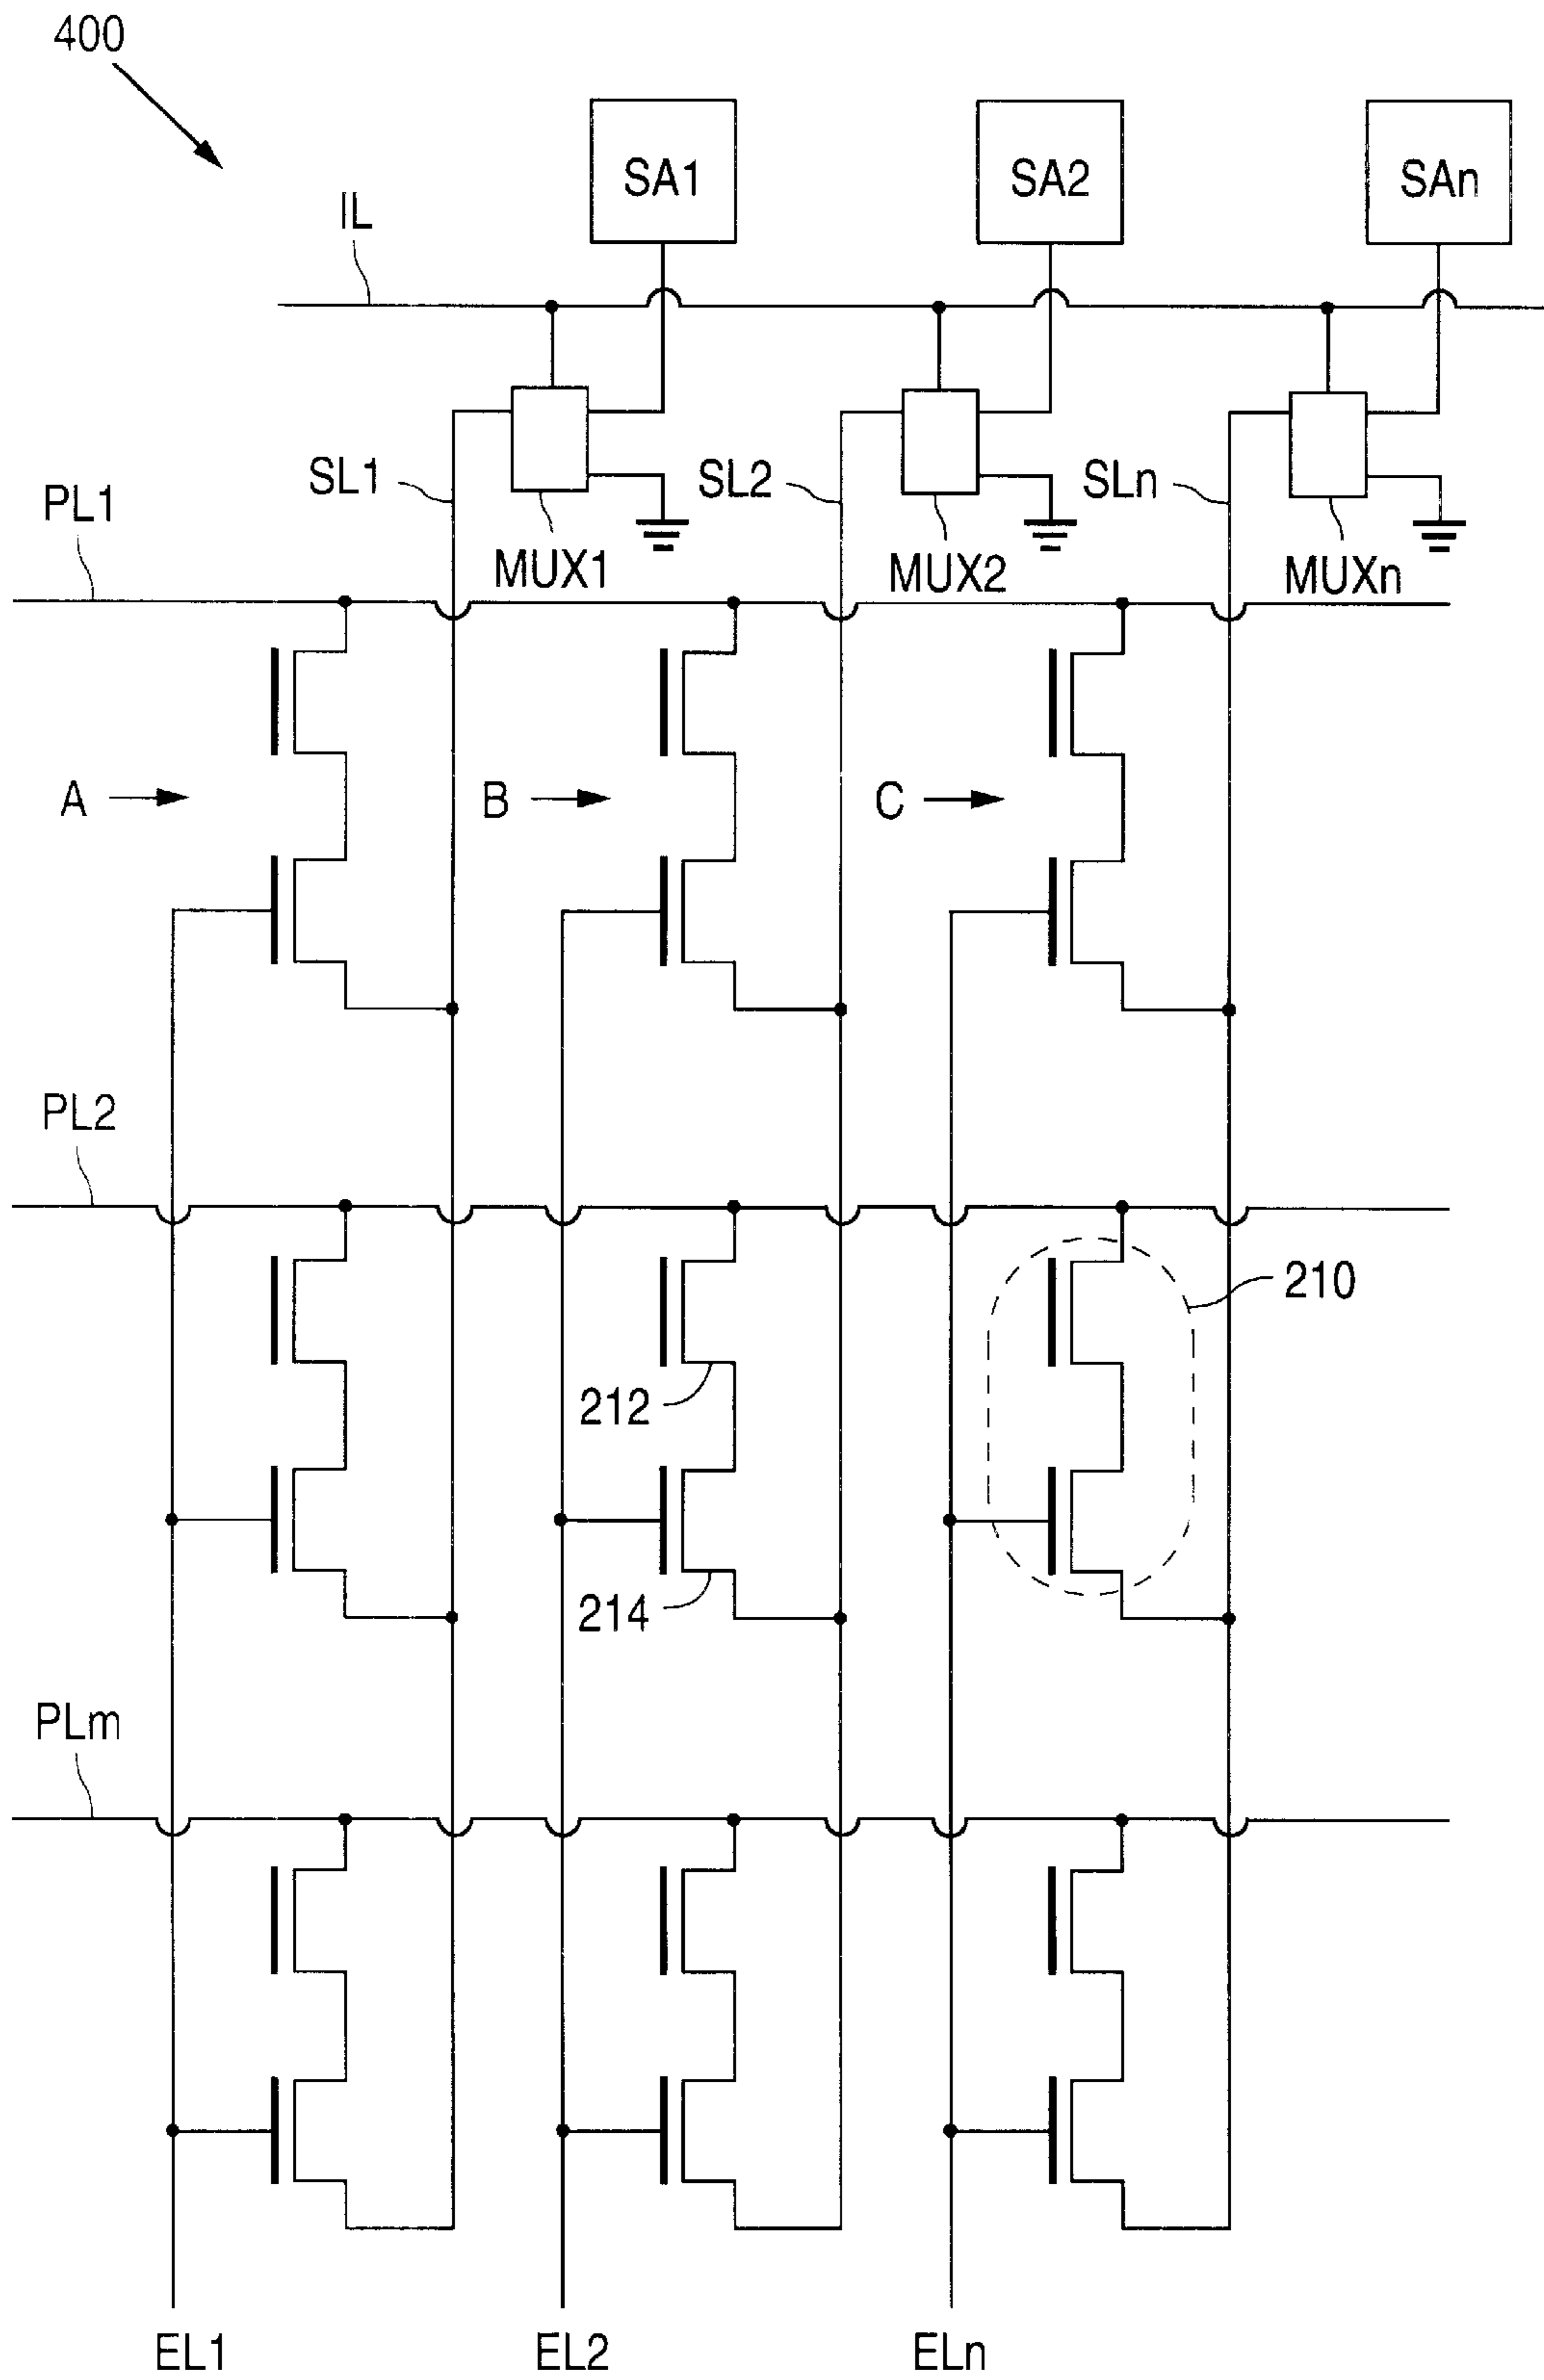 400
SA1 SA2 SAn
IL
SL1 SL2 SLn
PL1
MUX1 MUX2 MUXn
A B C
PL2
210
212
214
PLm
EL1 EL2 ELn